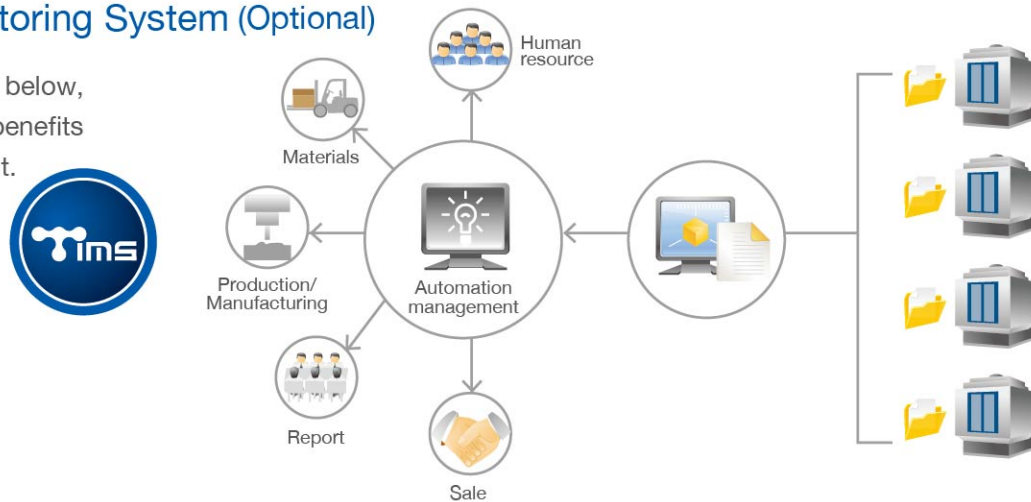 toring System (Optional)
below,
benefits
t.
Tims
Human
resource
Materials
Production/
Manufacturing
Automation
management
Report
Sale